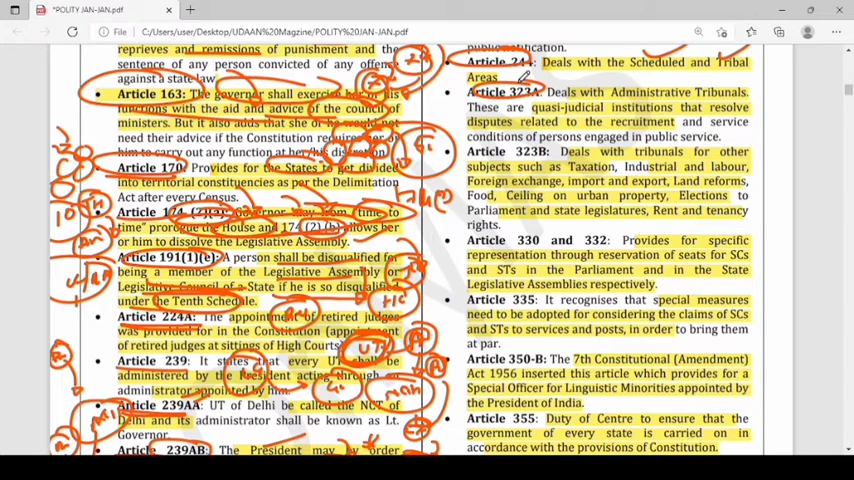 *POLITY JAN-JAN.pdf
File
C:/Users/user/Desktop/UDAAN%20Magzine/POLITY%20JAN-JAN.pdf
reprieves and remissions of punishment and the
sentence of any person convicted of any offense
against a state law
• Article 163: The governor shall exercise her or his
functions with the aid and advice of the council of
ministers. But it also adds that she or he would not
need their advice if the Constitution requires her or
him to carry out any function at her/his discretion.
• Article 170: Provides for the States to get divided
into territorial constituencies as per the Delimitation
Act after every Census.
• Article 174 (2)(a): Governor may from “time to
time” prorogue the House and 174 (2) (b) allows her
or him to dissolve the Legislative Assembly.
• Article 191(1)(e): A person shall be disqualified for
being a member of the Legislative Assembly or
Legislative Council of a State if he is so disqualified
under the Tenth Schedule.
• Article 224A: The appointment of retired judges
was provided for in the Constitution (appointment
of retired judges at sittings of High Courts)
• Article 239: It states that every UT shall be
administered by the President acting through
administrator appointed by him.
• Article 239AA: UT of Delhi be called the NCT of
Delhi and its administrator shall be known as Lt.
Governor.
• Article 239AB: The President may by order
public notification.
• Article 244: Deals with the Scheduled and Tribal
Areas
• Article 323A: Deals with Administrative Tribunals.
These are quasi-judicial institutions that resolve
disputes related to the recruitment and service
conditions of persons engaged in public service.
• Article 323B: Deals with tribunals for other
subjects such as Taxation, Industrial and labour,
Foreign exchange, import and export, Land reforms,
Food, Ceiling on urban property, Elections to
Parliament and state legislatures, Rent and tenancy
rights.
• Article 330 and 332: Provides for specific
representation through reservation of seats for SCs
and STs in the Parliament and in the State
Legislative Assemblies respectively.
• Article 335: It recognises that special measures
need to be adopted for considering the claims of SCs
and STs to services and posts, in order to bring them
at par.
• Article 350-B: The 7th Constitutional (Amendment)
Act 1956 inserted this article which provides for a
Special Officer for Linguistic Minorities appointed by
the President of India.
• Article 355: Duty of Centre to ensure that the
government of every state is carried on in
accordance with the provisions of Constitution.